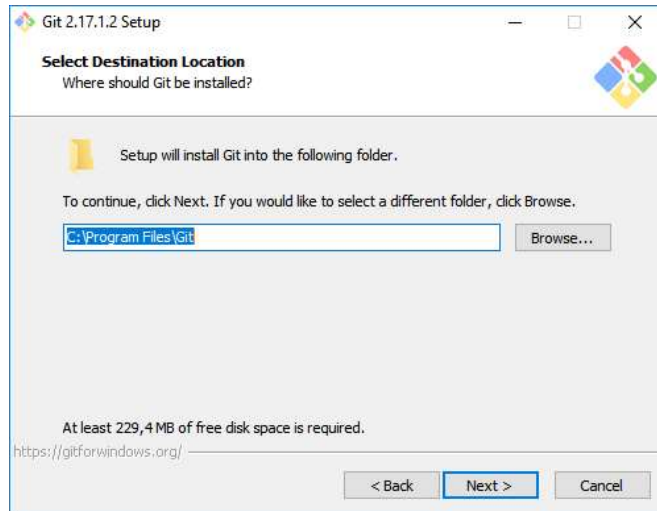 Git 2.17.1.2 Setup
Select Destination Location
Where should Git be installed?
Setup will install Git into the following folder.
To continue, click Next. If you would like to select a different folder, click Browse.
C:\Program Files\Git
Browse...
At least 229,4 MB of free disk space is required.
https://gitforwindows.org/
< Back
Next >
Cancel